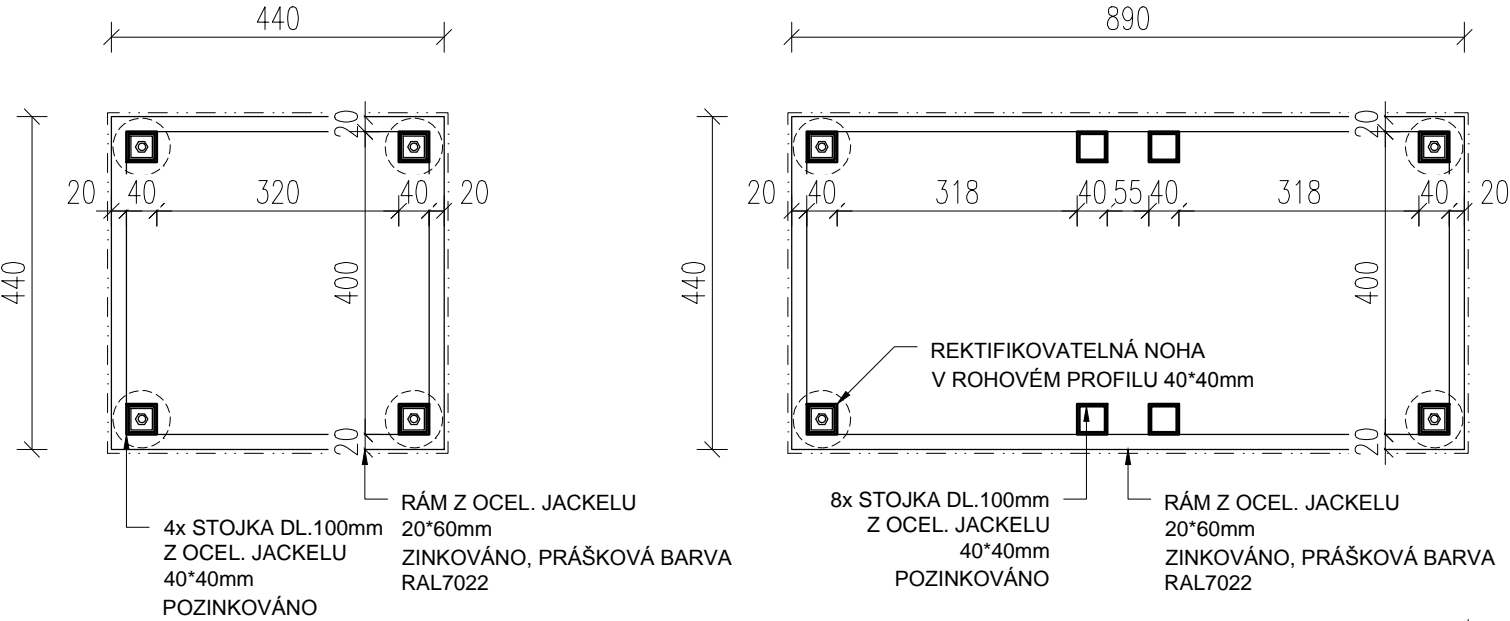 440
890
20
20
20
40
320
40
20
20
40
318
40
55
40
318
40
20
440
400
440
400
REKTIFIKOVATELNÁ NOHA
V ROHOVÉM PROFILU 40*40mm
20
20
4x STOJKA DL.100mm
Z OCEL. JACKELU
40*40mm
POZINKOVÁNO
RÁM Z OCEL. JACKELU
20*60mm
ZINKOVÁNO, PRÁŠKOVÁ BARVA
RAL7022
8x STOJKA DL.100mm
Z OCEL. JACKELU
40*40mm
POZINKOVÁNO
RÁM Z OCEL. JACKELU
20*60mm
ZINKOVÁNO, PRÁŠKOVÁ BARVA
RAL7022